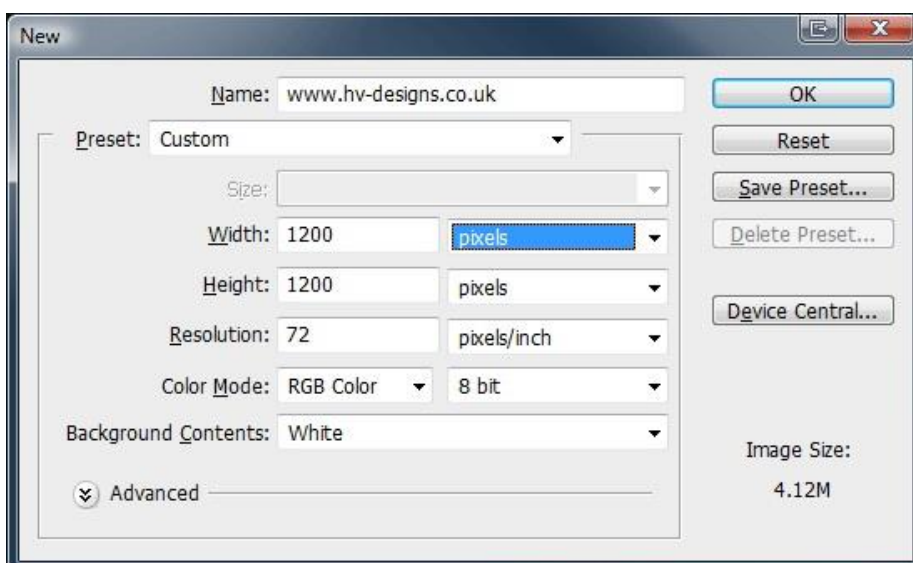 New
Name: www.hv-designs.co.uk
OK
Preset: Custom
Reset
Size:
Save Preset...
Width: 1200 pixels
Delete Preset...
Height: 1200 pixels
Device Central...
Resolution: 72 pixels/inch
Color Mode: RGB Color 8 bit
Background Contents: White
Image Size:
4.12M
Advanced